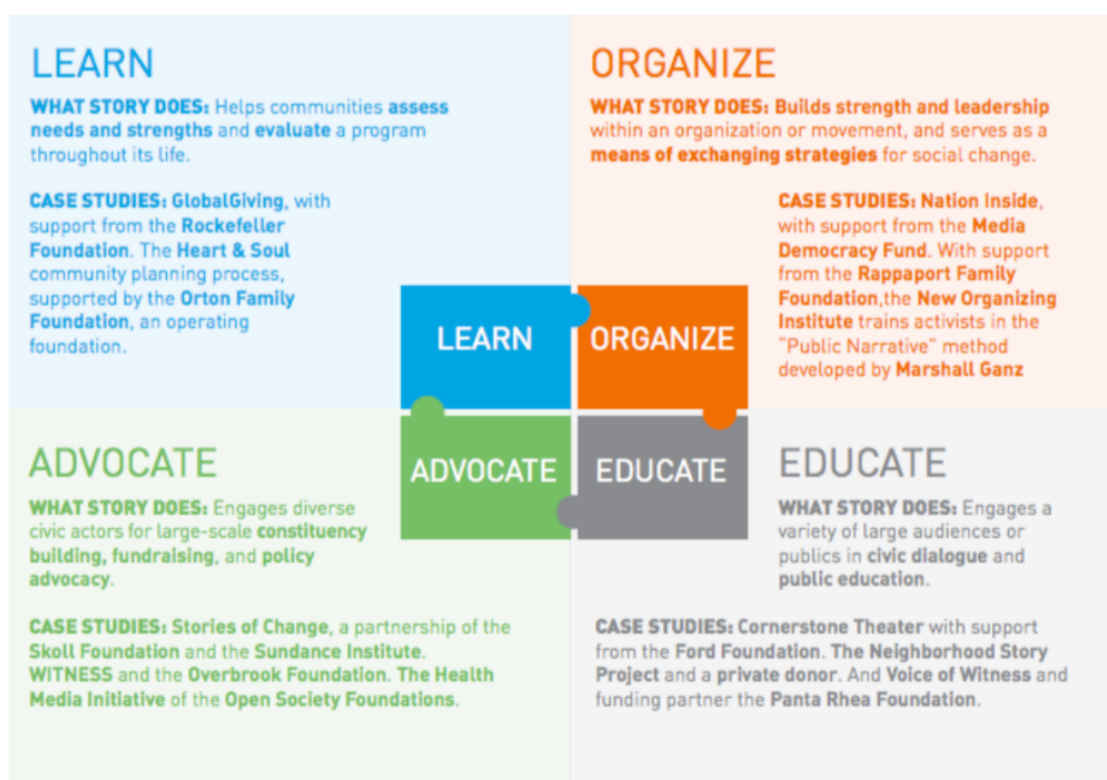 LEARN
WHAT STORY DOES: Helps communities assess
needs and strengths and evaluate a program
throughout its life.
CASE STUDIES: GlobalGiving, with
support from the Rockefeller
Foundation. The Heart & Soul
community planning process,
supported by the Orton Family
Foundation, an operating
foundation.
ORGANIZE
WHAT STORY DOES: Builds strength and leadership
within an organization or movement, and serves as a
means of exchanging strategies for social change.
CASE STUDIES: Nation Inside,
with support from the Media
Democracy Fund. With support
from the Rappaport Family
Foundation,the New Organizing
Institute trains activists in the
“Public Narrative” method
developed by Marshall Ganz
LEARN
ORGANIZE
ADVOCATE
EDUCATE
ADVOCATE
WHAT STORY DOES: Engages diverse
civic actors for large-scale constituency
building, fundraising, and policy
advocacy.
CASE STUDIES: Stories of Change, a partnership of the
Skoll Foundation and the Sundance Institute.
WITNESS and the Overbrook Foundation. The Health
Media Initiative of the Open Society Foundations.
EDUCATE
WHAT STORY DOES: Engages a
variety of large audiences or
publics in civic dialogue and
public education.
CASE STUDIES: Cornerstone Theater with support
from the Ford Foundation. The Neighborhood Story
Project and a private donor. And Voice of Witness and
funding partner the Panta Rhea Foundation.